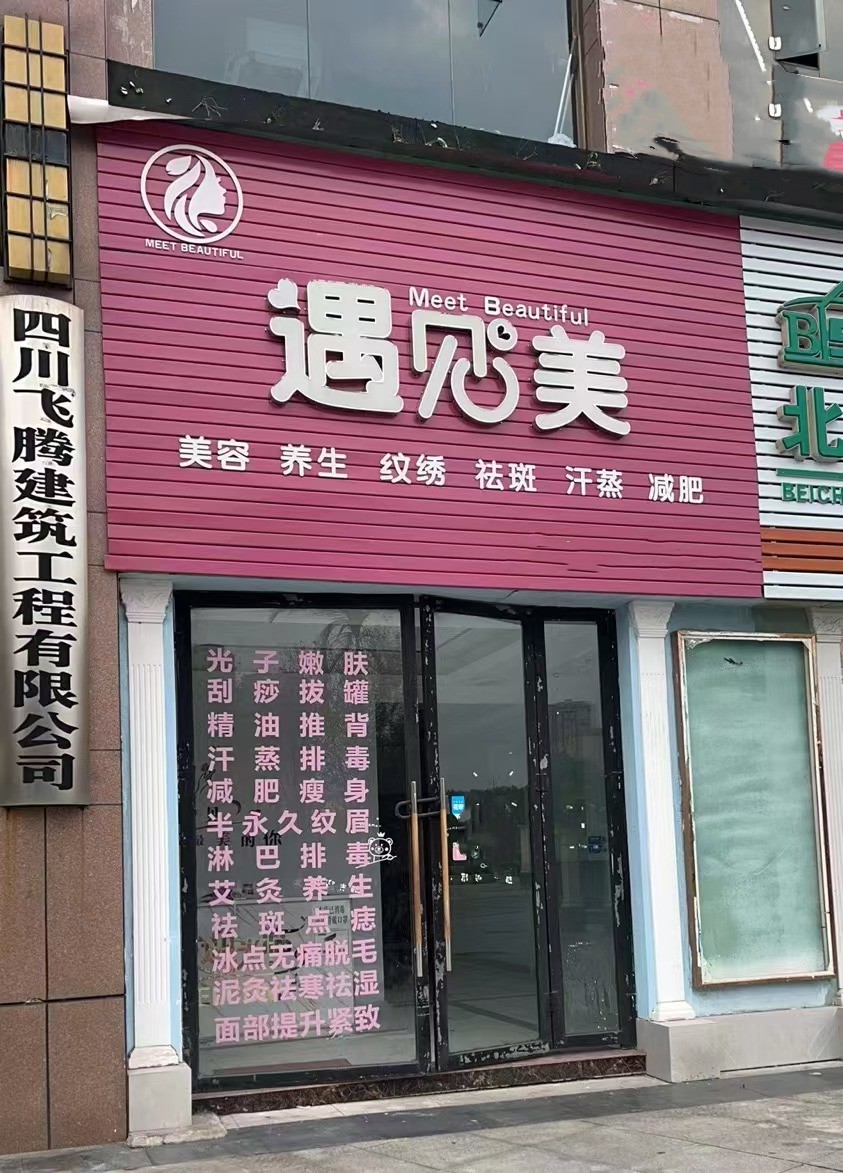 四川飞腾建筑工程有限公司
MEET BEAUTIFUL
Meet Beautiful
遇见美
美容 养生 纹绣 祛斑 汗蒸 减肥
北
BEICH
光子嫩肤
刮痧拔罐
精油推背
汗蒸排毒
减肥瘦身
半永久纹眉
淋巴排毒
艾灸养生
祛斑点痣
冰点无痛脱毛
泥灸祛寒祛湿
面部提升紧致